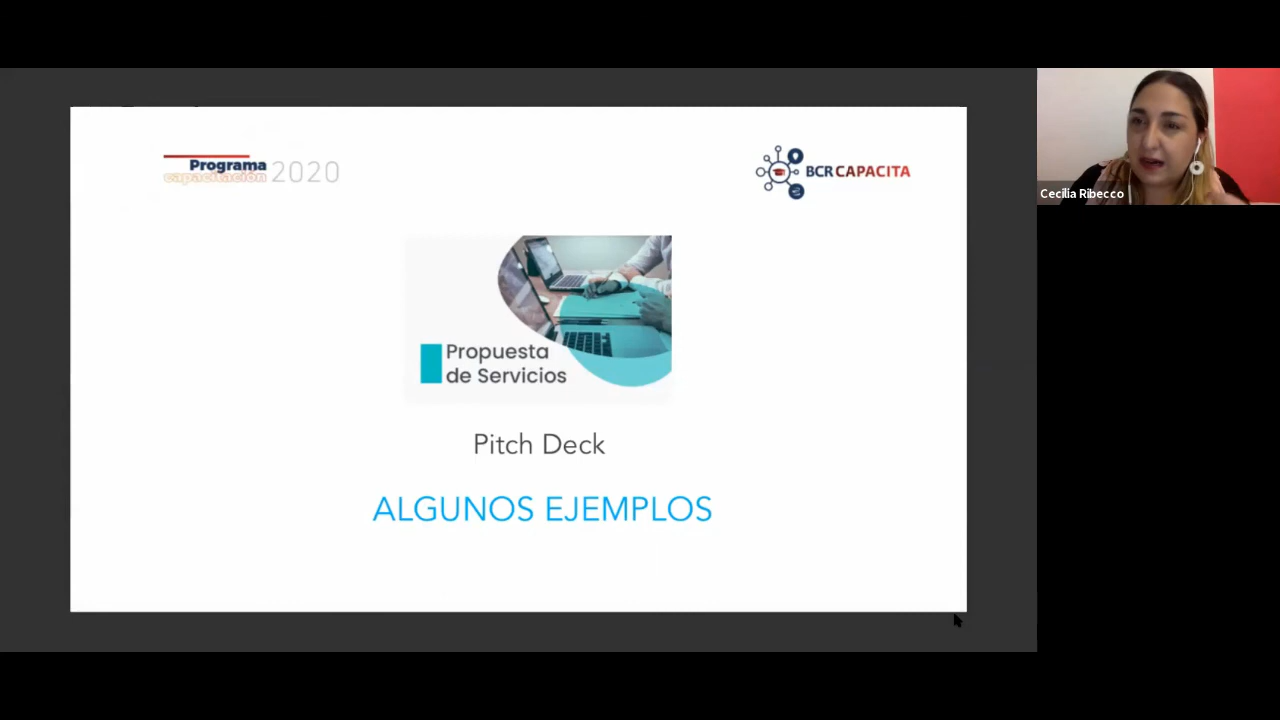 Programa
capacitación 2020
BCR CAPACITA
Cecilia Ribecco
Propuesta
de Servicios
Pitch Deck
ALGUNOS EJEMPLOS